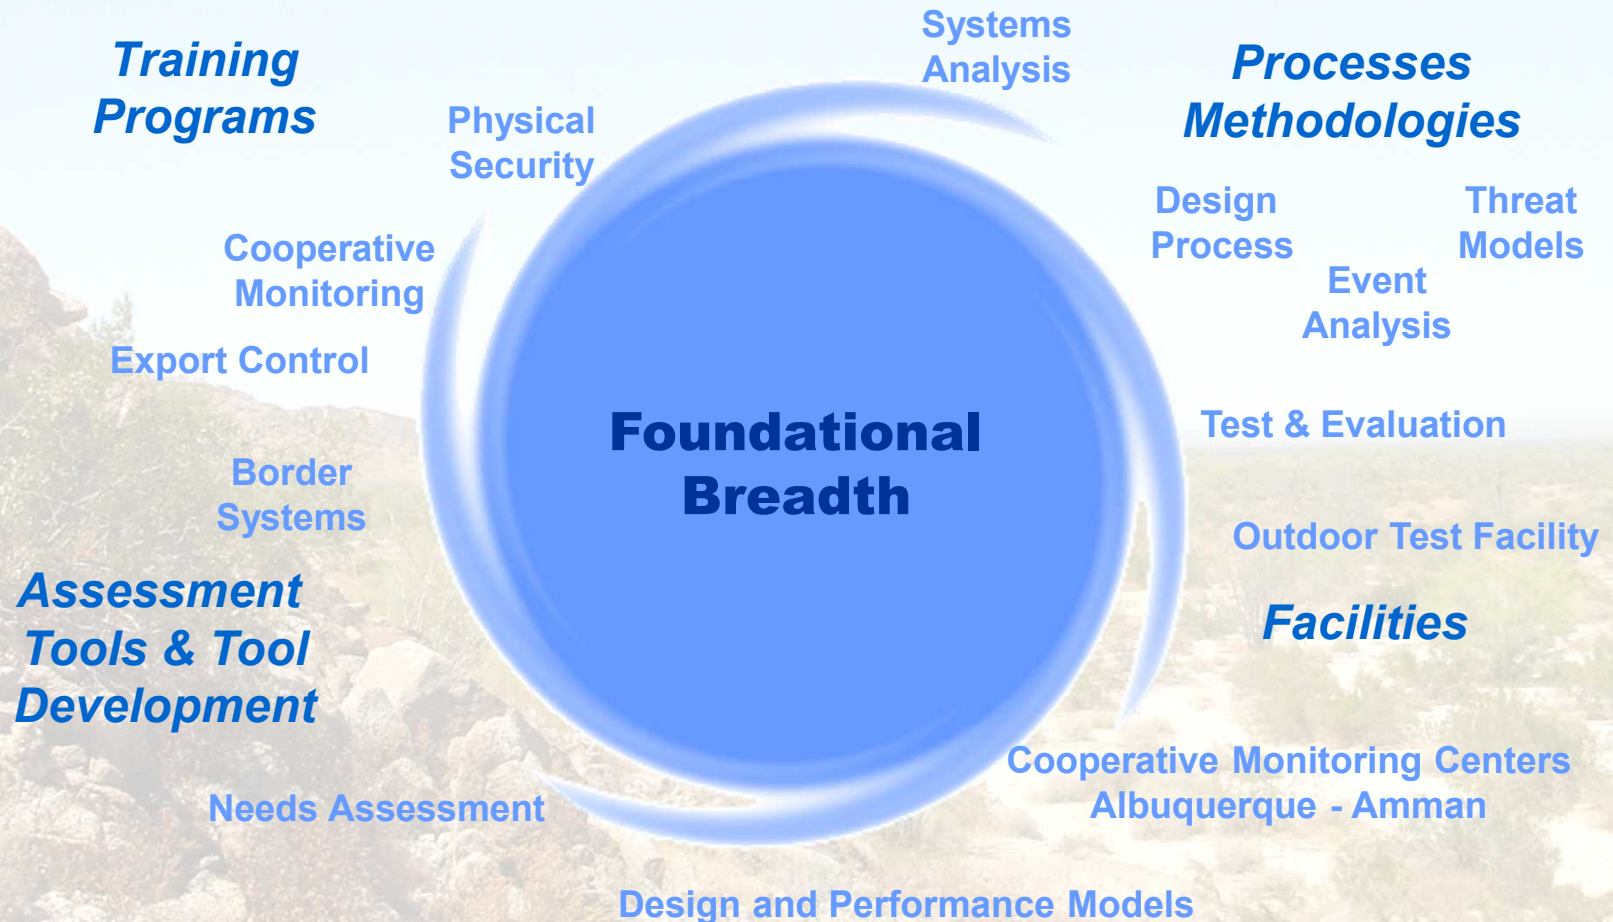 Training
Programs
Physical
Security
Cooperative
Monitoring
Export Control
Border
Systems
Systems
Analysis
Processes
Methodologies
Design
Process
Threat
Models
Event
Analysis
Test & Evaluation
Foundational
Breadth
Assessment
Tools & Tool
Development
Needs Assessment
Design and Performance Models
Outdoor Test Facility
Facilities
Cooperative Monitoring Centers
Albuquerque - Amman